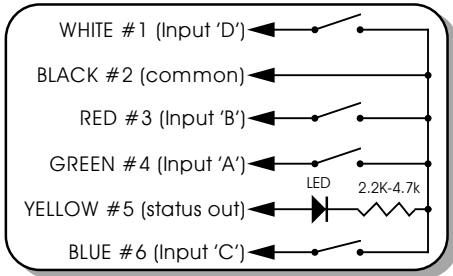 WHITE #1 (Input ‘D’)
BLACK #2 (common)
RED #3 (Input ‘B’)
GREEN #4 (Input ‘A’)
LED 2.2K-4.7k
YELLOW #5 (status out)
BLUE #6 (Input ‘C’)